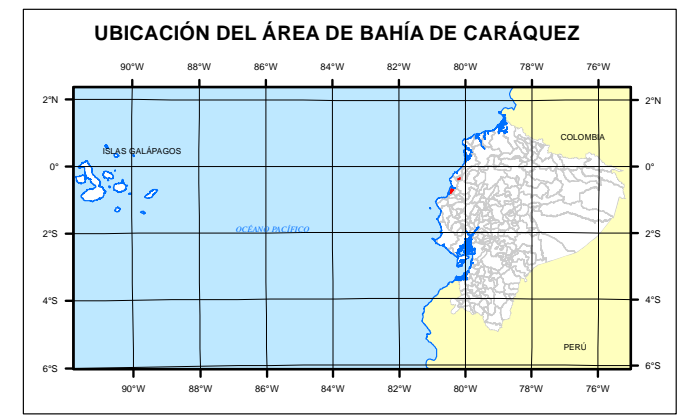 UBICACIÓN DEL ÁREA DE BAHÍA DE CARÁQUEZ
90°W 88°W 86°W 84°W 82°W 80°W 78°W 76°W
2°N 2°N
COLOMBIA
ISLAS GALÁPAGOS
0° 0°
OCÉANO PACÍFICO
2°S 2°S
4°S 4°S
PERÚ
6°S 6°S
90°W 88°W 86°W 84°W 82°W 80°W 78°W 76°W